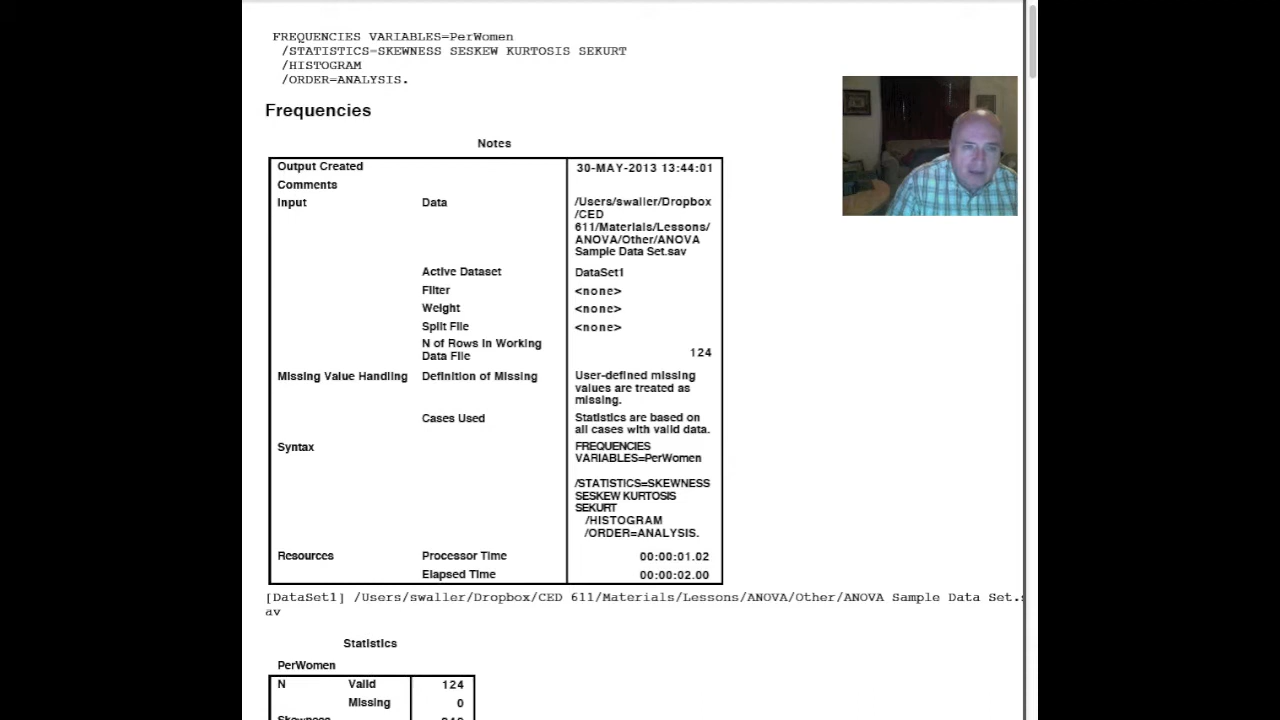 FREQUENCIES VARIABLES=PerWomen
/STATISTICS=SKEWNESS SESKEW KURTOSIS SEKURT
/HISTOGRAM
/ORDER=ANALYSIS.
Frequencies
Notes
Output Created 30-MAY-2013 13:44:01
Comments
Input Data /Users/swaller/Dropbox
/CED
611/Materials/Lessons/
ANOVA/Other/ANOVA
Sample Data Set.sav
Active Dataset DataSet1
Filter <none>
Weight <none>
Split File <none>
N of Rows in Working
Data File 124
Missing Value Handling Definition of Missing User-defined missing
values are treated as
missing.
Cases Used Statistics are based on
all cases with valid data.
Syntax FREQUENCIES
VARIABLES=PerWomen
/STATISTICS=SKEWNESS
SESKEW KURTOSIS
SEKURT
/HISTOGRAM
/ORDER=ANALYSIS.
Resources Processor Time 00:00:01.02
Elapsed Time 00:00:02.00
[DataSet1] /Users/swaller/Dropbox/CED 611/Materials/Lessons/ANOVA/Other/ANOVA Sample Data Set.s
av
Statistics
PerWomen
N Valid 124
Missing 0
Skewness